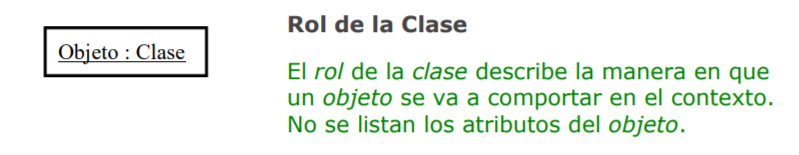 Objeto : Clase
Rol de la Clase
El rol de la clase describe la manera en que
un objeto se va a comportar en el contexto.
No se listan los atributos del objeto.